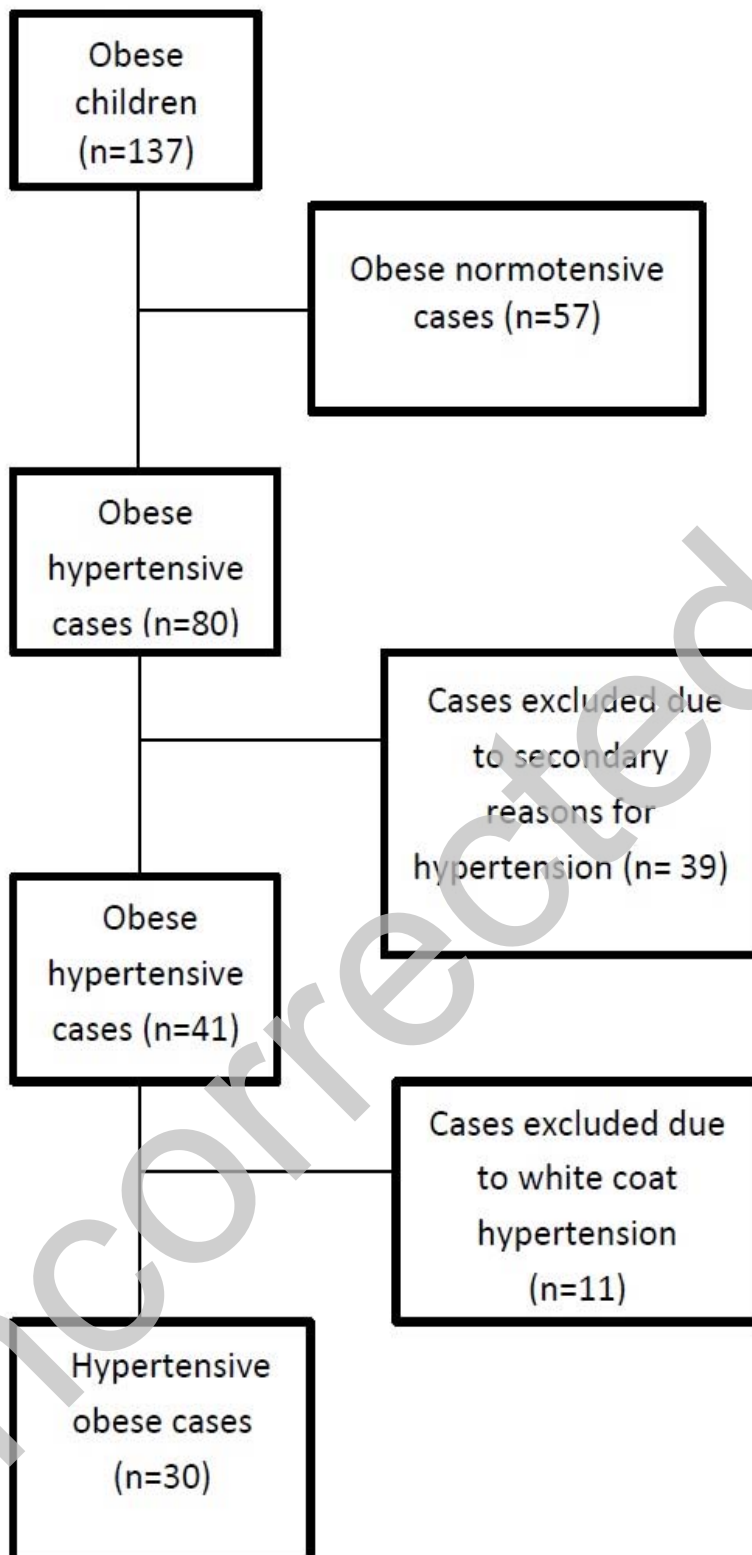 Obese
children
(n=137)
Obese normotensive
cases (n=57)
Obese
hypertensive
cases (n=80)
Cases excluded due
to secondary
reasons for
hypertension (n= 39)
Obese
hypertensive
cases (n=41)
Cases excluded due
to white coat
hypertension
(n=11)
Hypertensive
obese cases
(n=30)
ncorrected